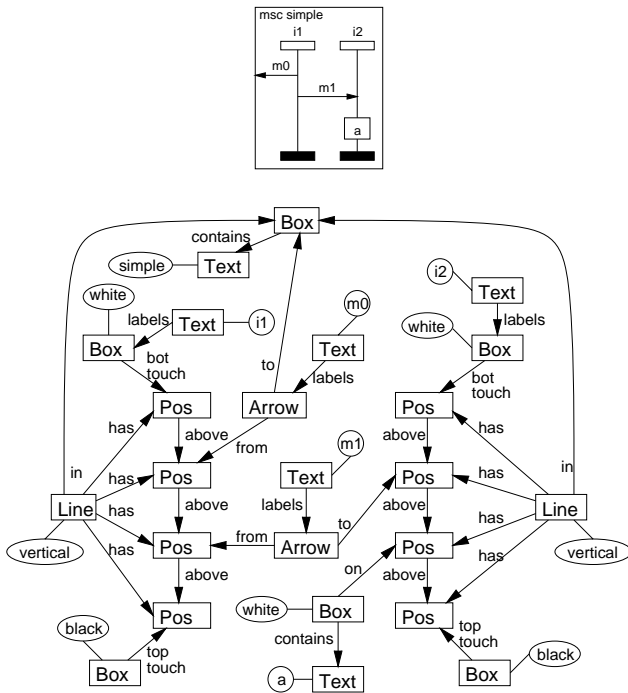 msc simple
i1 i2
m0
m1
a
Box
contains
simple Text
i2
Text
white
m0
labels
labels Text i1
white
Box
Text
Box
bot
touch
to
labels
bot
touch
Pos
Arrow
Pos
has
above
from
m1
above
has
in
has
Pos
Text
Pos
has
in
Line
has
above
labels
to
above
has
Line
vertical
has
Pos
from
Arrow
Pos
has
vertical
above
on
above
black
Pos
white
Box
Pos
top
touch
contains
top
touch
Box
a
Text
Box
black